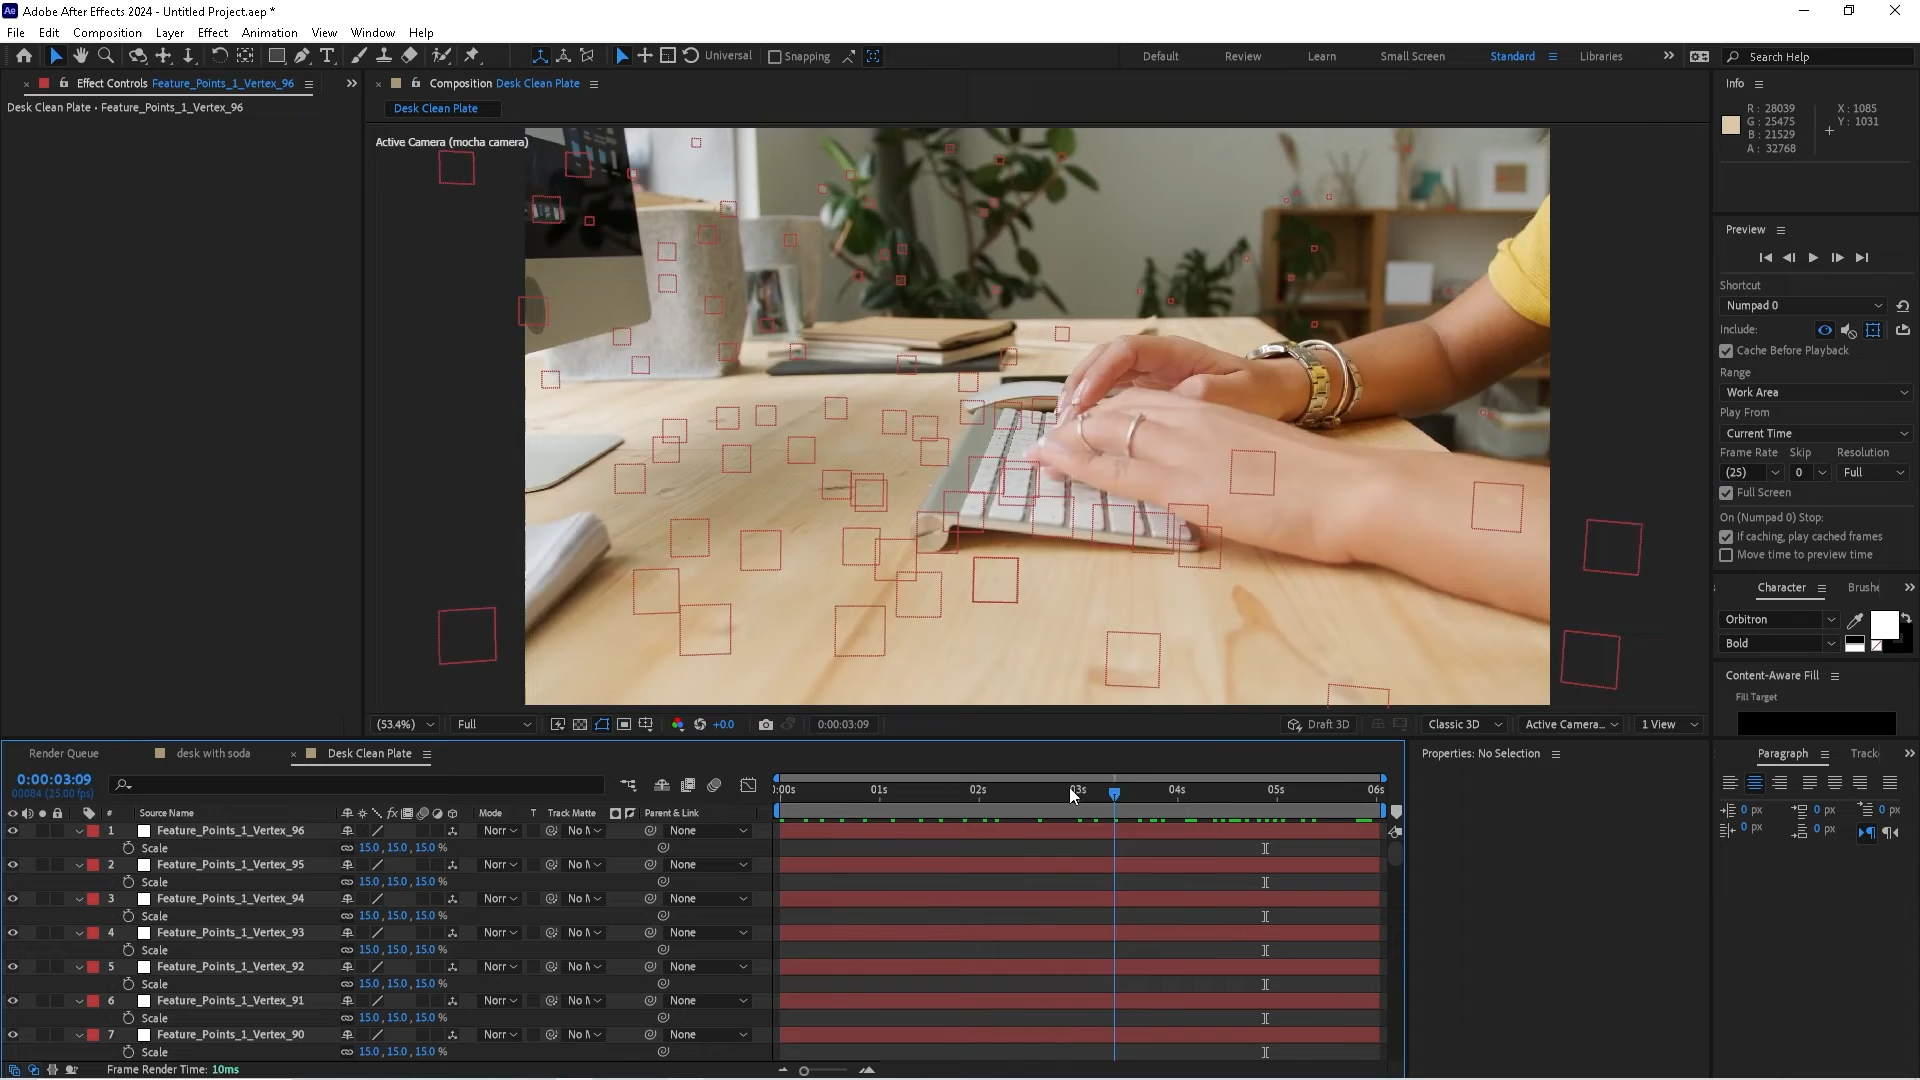 Adobe After Effects 2024 - Untitled Project.aep *
File Edit Composition Layer Effect Animation View Window Help
Universal Snapping Default Review Learn Small Screen Standard Libraries Search Help
Effect Controls Feature_Points_1_Vertex_96
Desk Clean Plate • Feature_Points_1_Vertex_96
Composition Desk Clean Plate
Desk Clean Plate
Active Camera (mocha camera)
(53.4%) Full +0.0 0:00:03:09 Draft 3D Classic 3D Active Camera... 1 View
Info
R: 28039
G: 25475
B: 21529
A: 32768
X: 1085
Y: 1031
Preview
Shortcut
Numpad 0
Include:
Cache Before Playback
Range
Work Area
Play From
Current Time
Frame Rate Skip Resolution
(25) 0 Full
Full Screen
On (Numpad 0) Stop:
If caching, play cached frames
Move time to preview time
Character Brushe
Orbitron
Bold
Content-Aware Fill
Fill Target
Render Queue desk with soda Desk Clean Plate
0:00:03:09
00084 (25.00 fps)
# Source Name Mode T Track Matte Parent & Link
:00s 01s 02s 03s 04s 05s 06s
1 Feature_Points_1_Vertex_96 Norr No M None
Scale 15.0, 15.0, 15.0 %
2 Feature_Points_1_Vertex_95 Norr No M None
Scale 15.0, 15.0, 15.0 %
3 Feature_Points_1_Vertex_94 Norr No M None
Scale 15.0, 15.0, 15.0 %
4 Feature_Points_1_Vertex_93 Norr No M None
Scale 15.0, 15.0, 15.0 %
5 Feature_Points_1_Vertex_92 Norr No M None
Scale 15.0, 15.0, 15.0 %
6 Feature_Points_1_Vertex_91 Norr No M None
Scale 15.0, 15.0, 15.0 %
7 Feature_Points_1_Vertex_90 Norr No M None
Scale 15.0, 15.0, 15.0 %
Frame Render Time: 10ms
Properties: No Selection
Paragraph Track
0 px 0 px 0 px
0 px 0 px